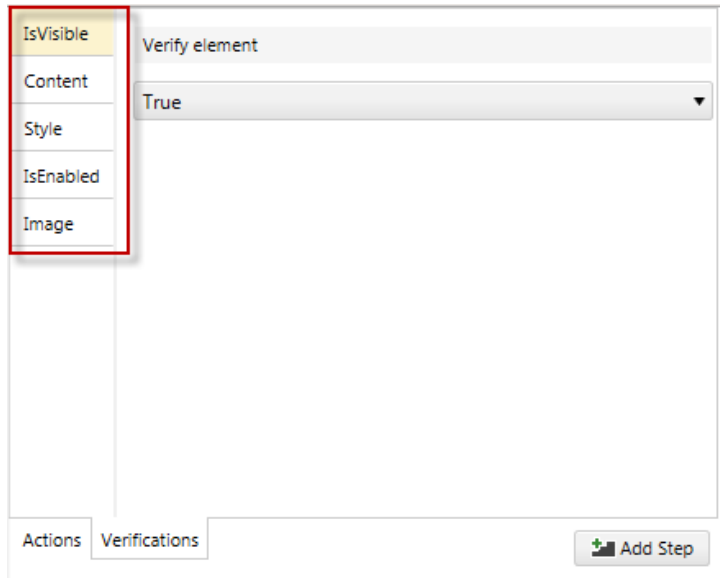 IsVisible
Verify element
Content
True
Style
IsEnabled
Image
Actions
Verifications
Add Step